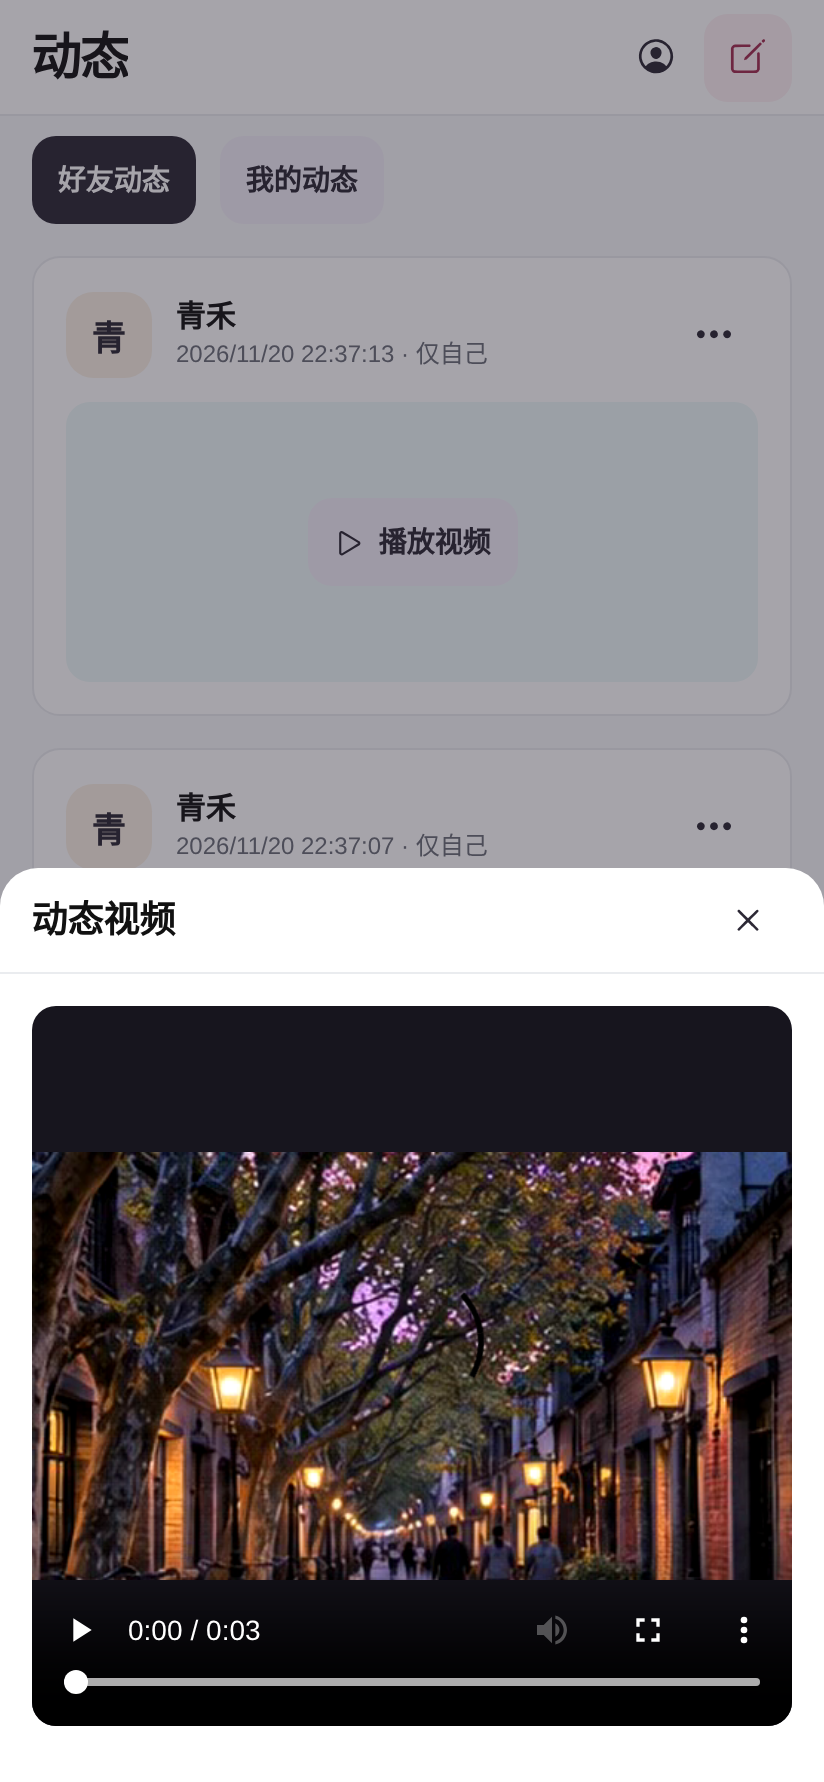 动态
好友动态
我的动态
青
青禾
2026/11/20 22:37:13 · 仅自己
播放视频
青
青禾
2026/11/20 22:37:07 · 仅自己
动态视频
0:00 / 0:03